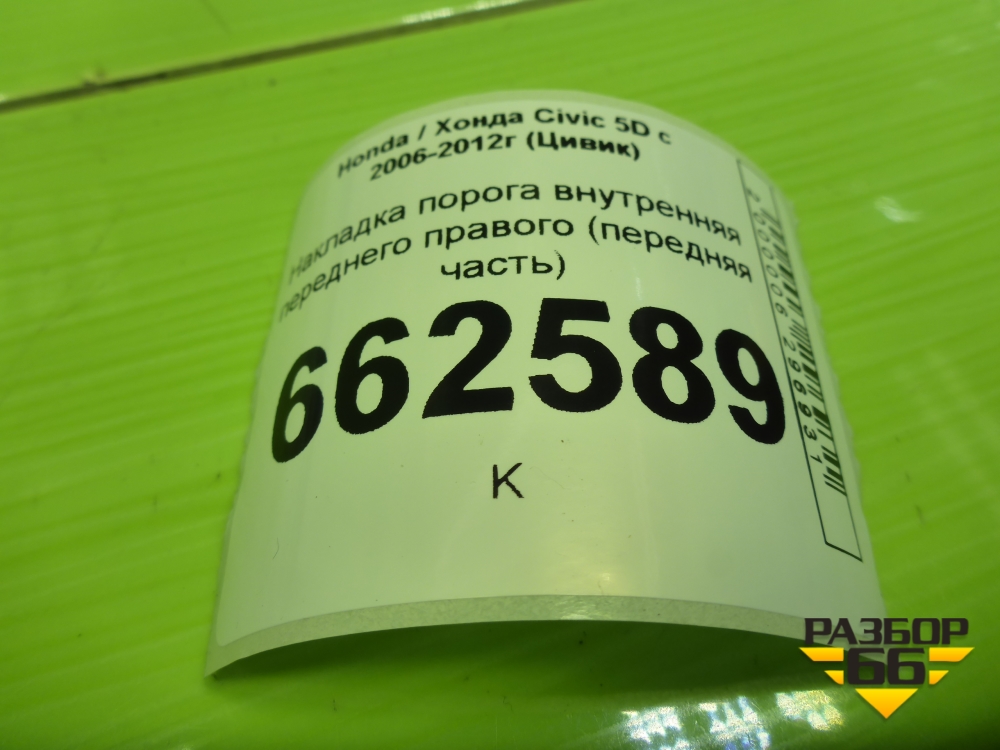 Honda / Хонда Civic 5D с
2006-2012г (Цивик)
Накладка порога внутренняя
переднего правого (передняя
часть)
662589
К
2000006296931
РАЗБОР
66